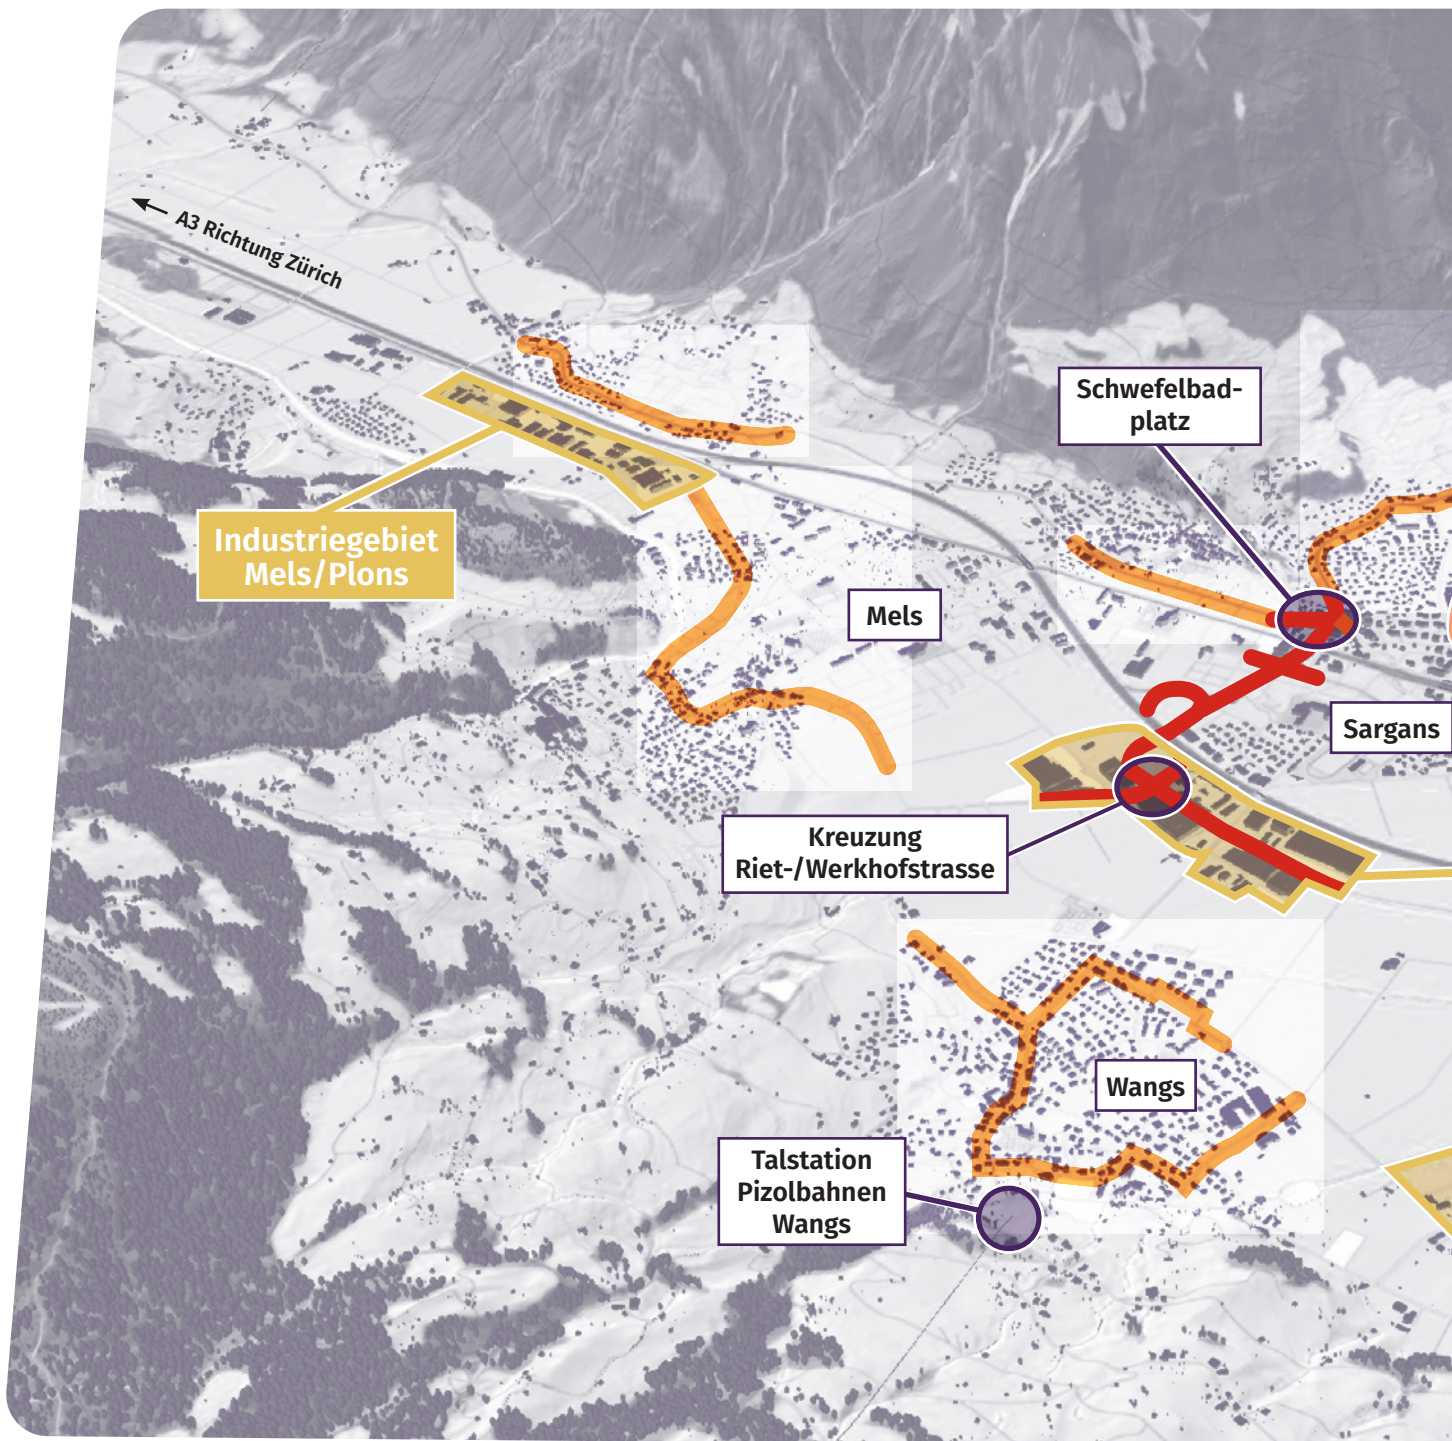 A3 Richtung Zürich
Schwefelbad-
platz
Industriegebiet
Mels/Plons
Mels
Sargans
Kreuzung
Riet-/Werkhofstrasse
Wangs
Talstation
Pizolbahnen
Wangs